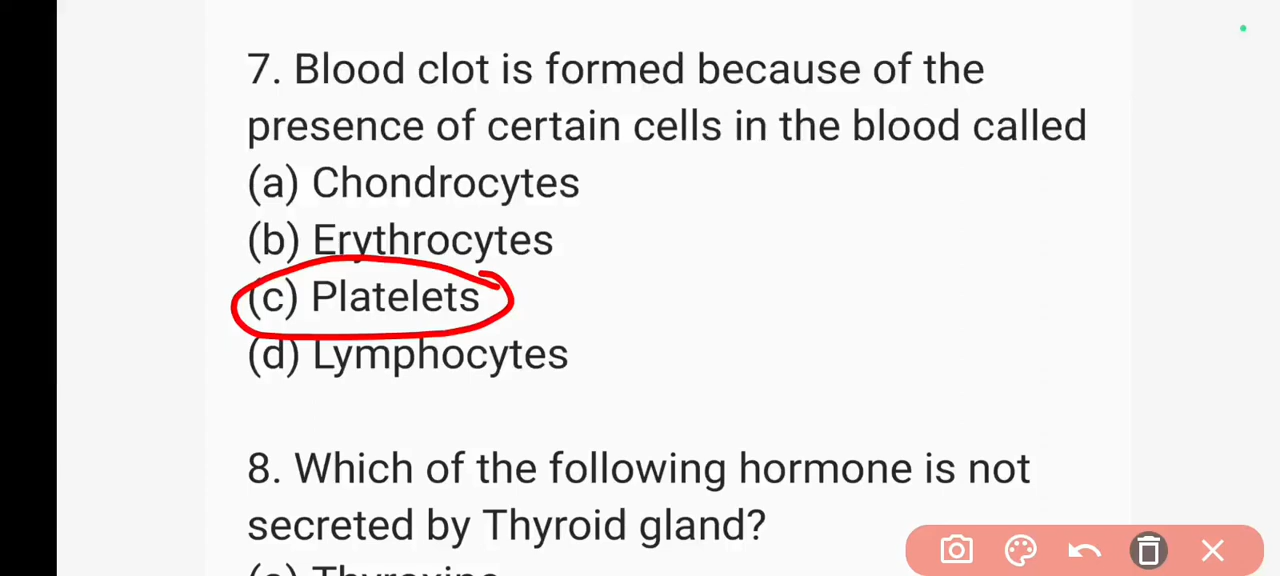 7. Blood clot is formed because of the
presence of certain cells in the blood called
(a) Chondrocytes
(b) Erythrocytes
(c) Platelets
(d) Lymphocytes
8. Which of the following hormone is not
secreted by Thyroid gland?
(a) Thyroxine